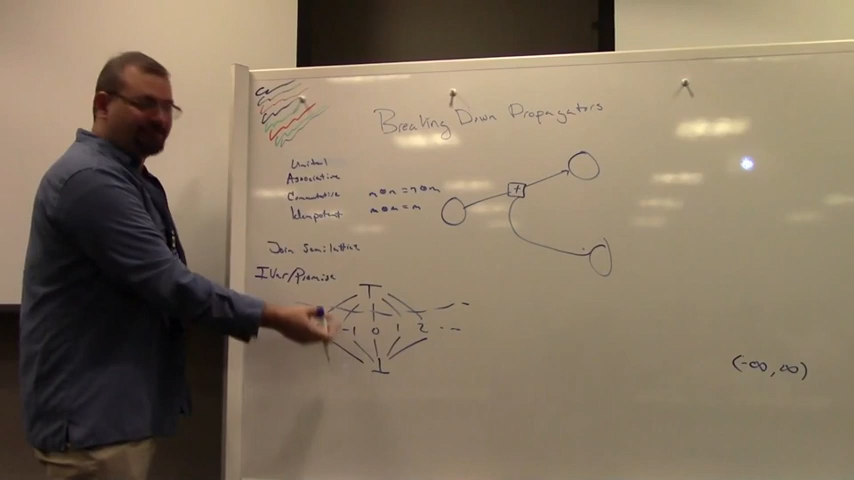 Breaking Down Propagators
Unital
Associative
Commutative m⊕n = n⊕m
Idempotent m⊕m = m
+
Join Semilattice
IVar/Promise
⊤
-1 0 1 2 . --
⊥
(-∞, ∞)